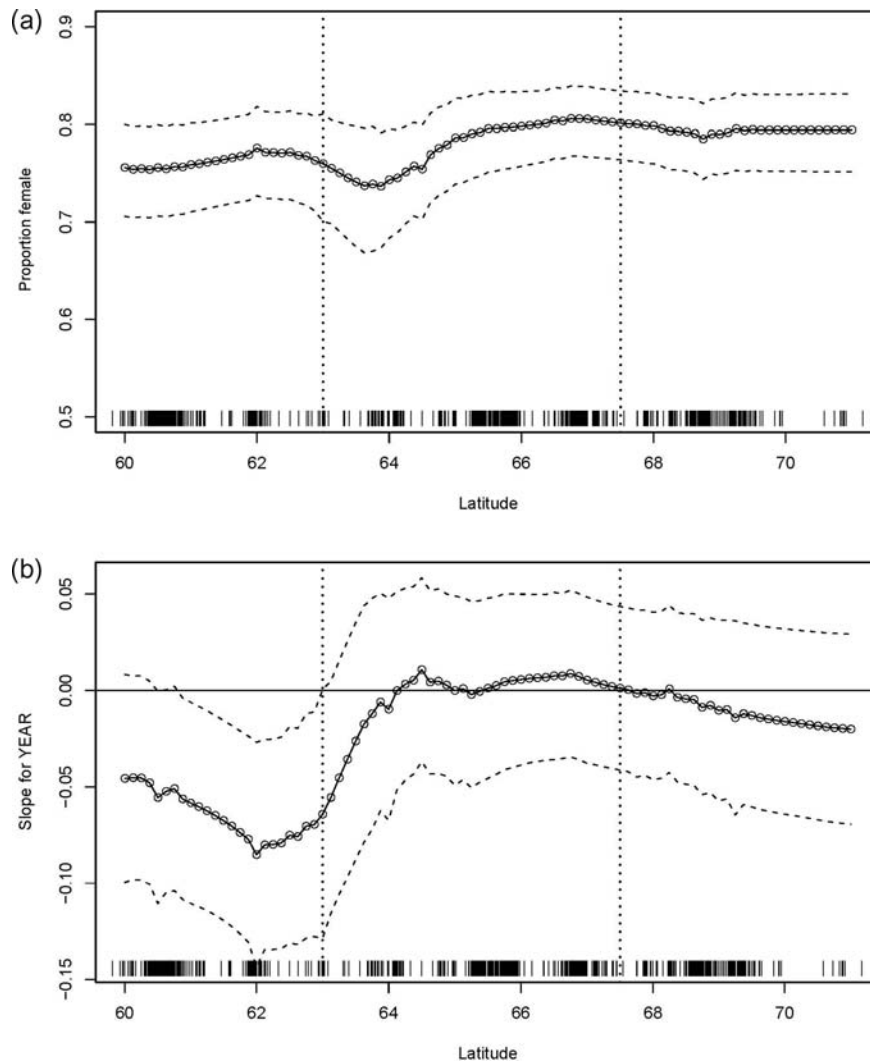 (a)
0.9
0.8
0.7
0.6
0.5
Proportion female
60 62 64 66 68 70
Latitude
(b)
0.05
0.00
−0.05
−0.10
−0.15
Slope for YEAR
60 62 64 66 68 70
Latitude